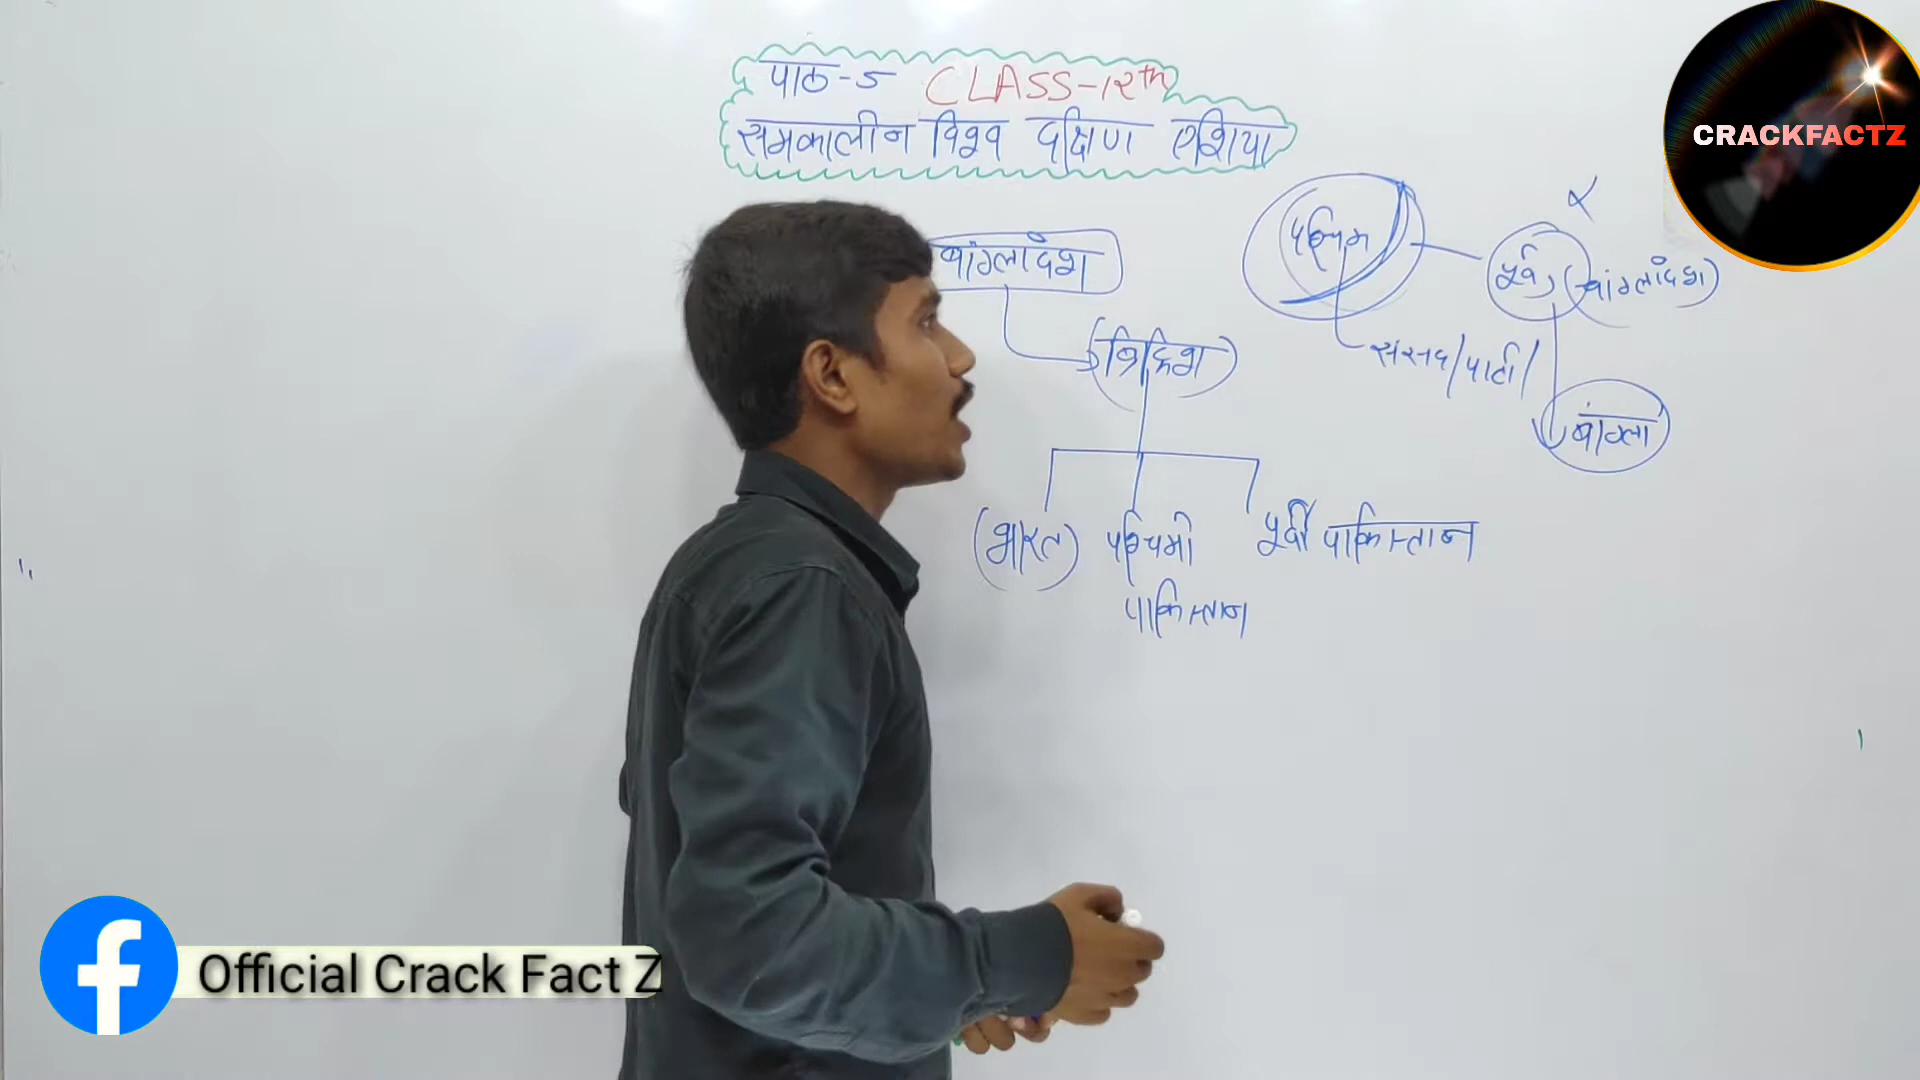 पाठ-5 CLASS-12th
समकालीन विश्व दक्षिण एशिया
CRACKFACTZ
बांग्लादेश
पश्चिम
पूर्व (बांग्लादेश)
ब्रिटिश
संसद/पार्टी/
बांग्ला
(भारत) पश्चिमी पूर्वी पाकिस्तान
पाकिस्तान
Official Crack Fact Z